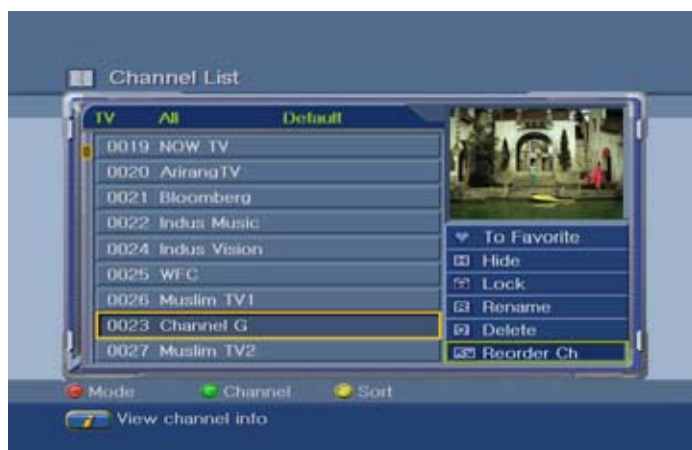 Channel List
TV All Default
0019 NOW TV
0020 ArirangTV
0021 Bloomberg
0022 Indus Music
0024 Indus Vision
0025 WFC
0026 Muslim TV1
0023 Channel G
0027 Muslim TV2
To Favorite
Hide
Lock
Rename
Delete
Reorder Ch
Mode Channel Sort
i View channel info